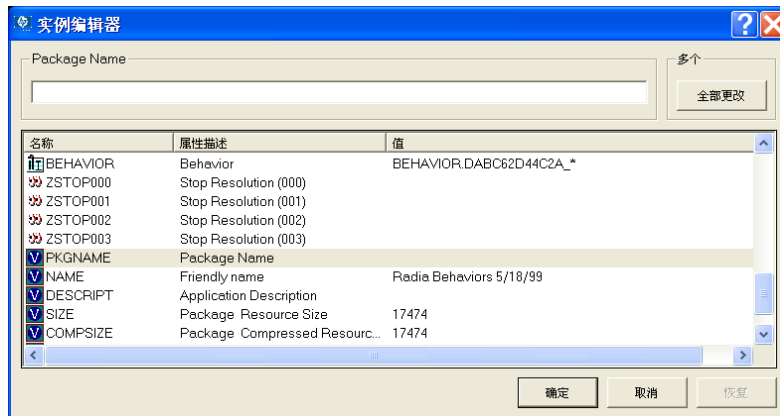 实例编辑器
Package Name
多个
全部更改
名称 属性描述 值
BEHAVIOR Behavior BEHAVIOR.DABC62D44C2A_*
ZSTOP000 Stop Resolution (000)
ZSTOP001 Stop Resolution (001)
ZSTOP002 Stop Resolution (002)
ZSTOP003 Stop Resolution (003)
V PKGNAME Package Name
V NAME Friendly name Radia Behaviors 5/18/99
V DESCRIPT Application Description
V SIZE Package Resource Size 17474
V COMPSIZE Package Compressed Resourc... 17474
确定 取消 恢复